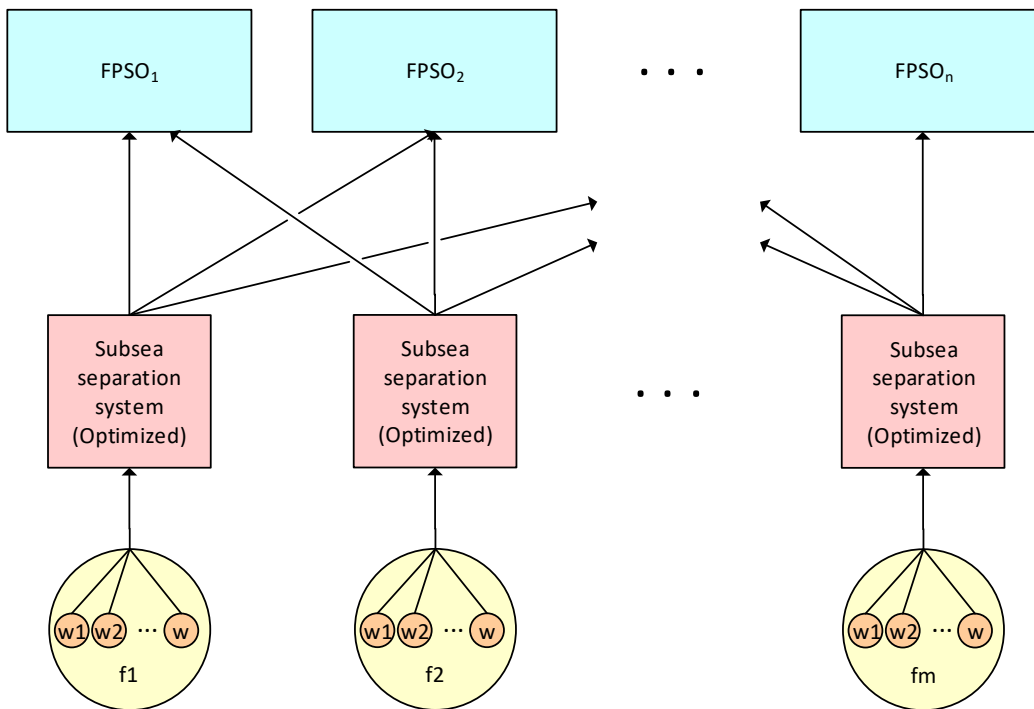 FPSO₁
FPSO₂
. . .
FPSOₙ
Subsea
separation
system
(Optimized)
Subsea
separation
system
(Optimized)
. . .
Subsea
separation
system
(Optimized)
w1 w2 ... w
f1
w1 w2 ... w
f2
w1 w2 ... w
fm